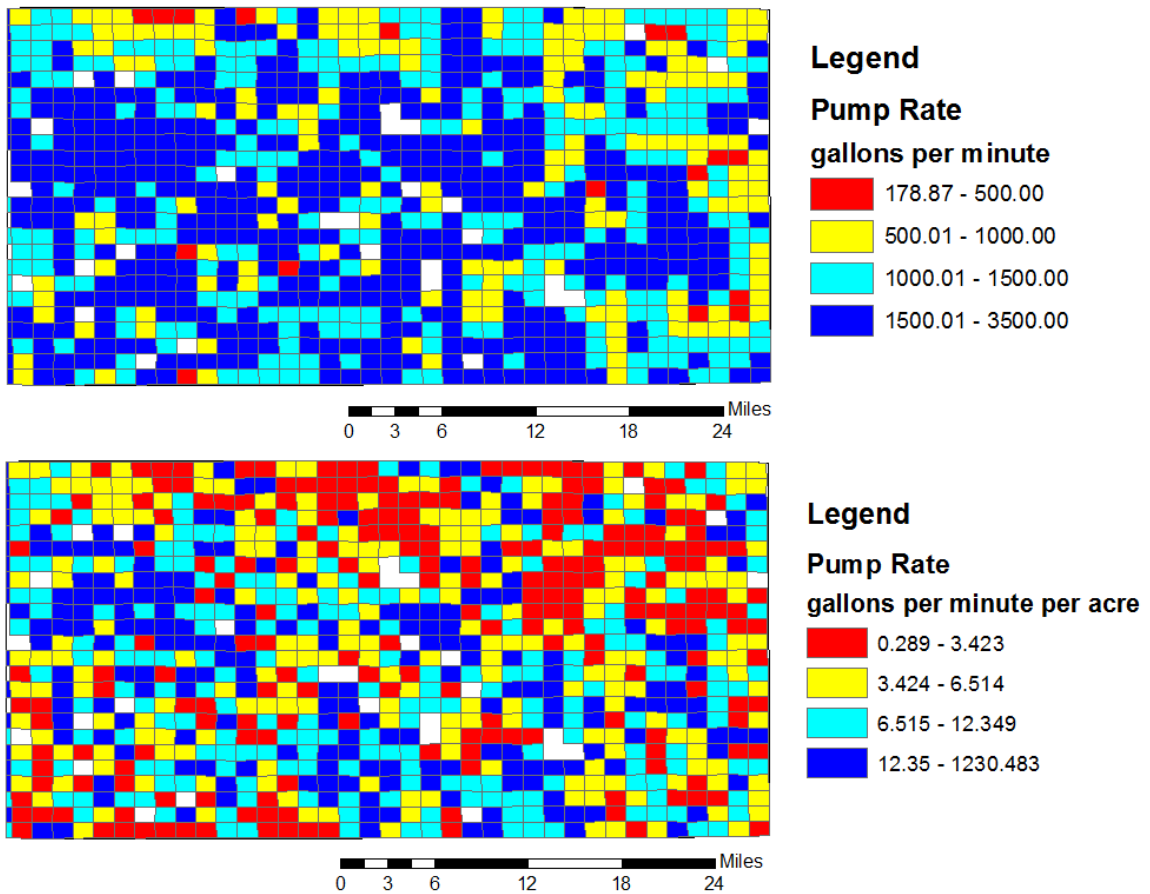 Legend
Pump Rate
gallons per minute
178.87 - 500.00
500.01 - 1000.00
1000.01 - 1500.00
1500.01 - 3500.00
Miles
0 3 6 12 18 24
Legend
Pump Rate
gallons per minute per acre
0.289 - 3.423
3.424 - 6.514
6.515 - 12.349
12.35 - 1230.483
Miles
0 3 6 12 18 24